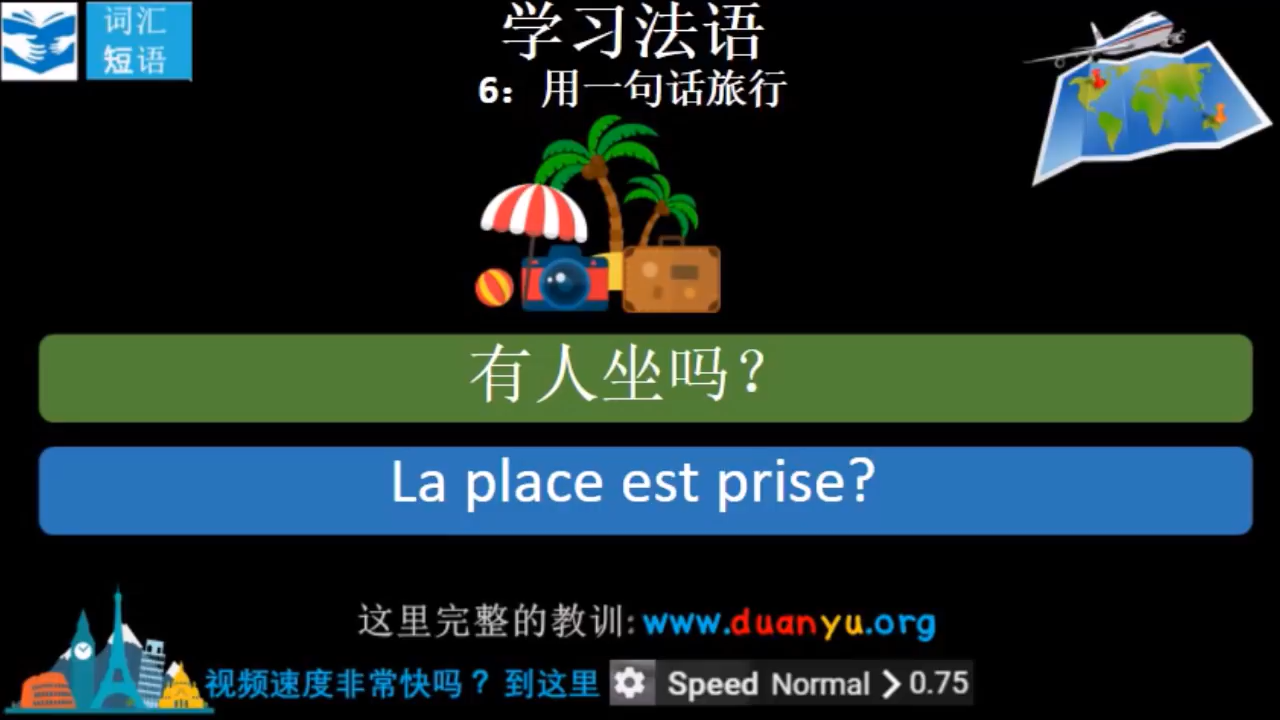 词汇
短语
学习法语
6：用一句话旅行
有人坐吗？
La place est prise?
这里完整的教训: www.duanyu.org
视频速度非常快吗？ 到这里 Speed Normal > 0.75